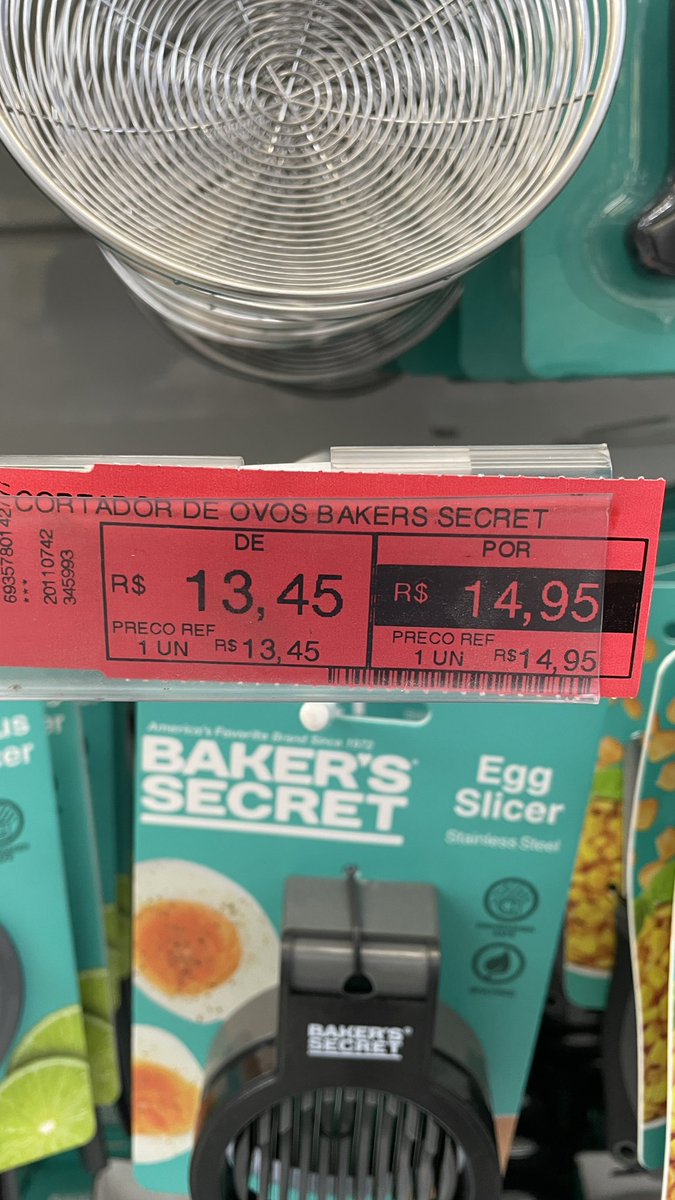 CORTADOR DE OVOS BAKERS SECRET
20110742
345993
DE
R$ 13,45
PRECO REF
1 UN R$13,45
POR
R$ 14,95
PRECO REF
1 UN R$14,95
America's Favorite Brand Since 1972
BAKER'S
SECRET
Egg
Slicer
Stainless Steel
BAKER'S
SECRET